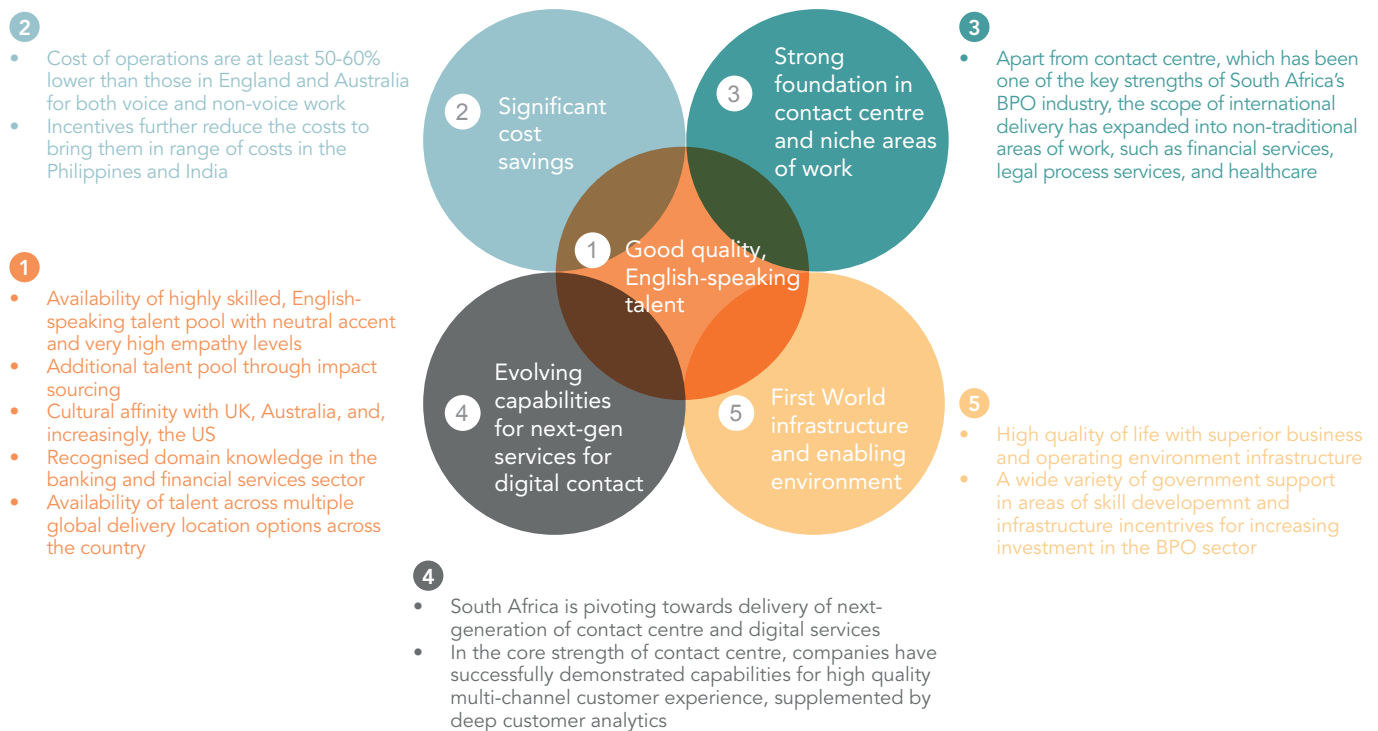 2
• Cost of operations are at least 50-60%
lower than those in England and Australia
for both voice and non-voice work
• Incentives further reduce the costs to
bring them in range of costs in the
Philippines and India
1
• Availability of highly skilled, English-
speaking talent pool with neutral accent
and very high empathy levels
• Additional talent pool through impact
sourcing
• Cultural affinity with UK, Australia, and,
increasingly, the US
• Recognised domain knowledge in the
banking and financial services sector
• Availability of talent across multiple
global delivery location options across
the country
2
Significant
cost
savings
3
Strong
foundation in
contact centre
and niche areas
of work
1
Good quality,
English-speaking
talent
4
Evolving
capabilities
for next-gen
services for
digital contact
5
First World
infrastructure
and enabling
environment
3
• Apart from contact centre, which has been
one of the key strengths of South Africa's
BPO industry, the scope of international
delivery has expanded into non-traditional
areas of work, such as financial services,
legal process services, and healthcare
5
• High quality of life with superior business
and operating environment infrastructure
• A wide variety of government support
in areas of skill developemnt and
infrastructure incentrives for increasing
investment in the BPO sector
4
• South Africa is pivoting towards delivery of next-
generation of contact centre and digital services
• In the core strength of contact centre, companies have
successfully demonstrated capabilities for high quality
multi-channel customer experience, supplemented by
deep customer analytics